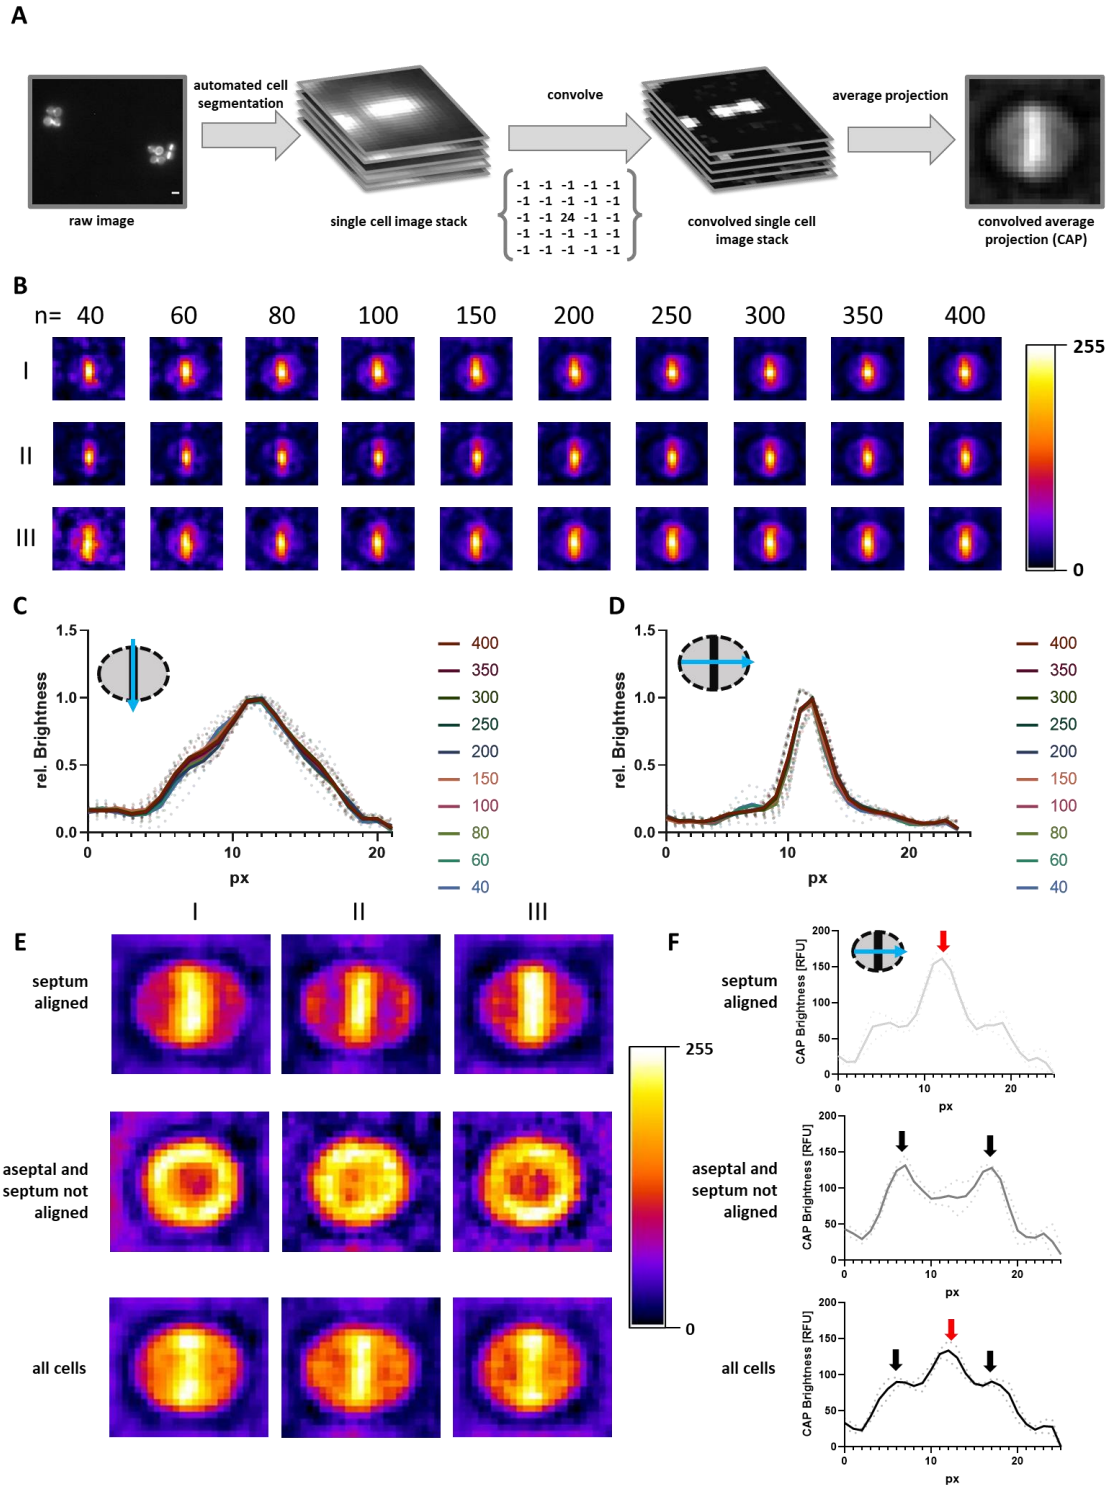 A
automated cell
segmentation
convolve
average projection
raw image
single cell image stack
-1 -1 -1 -1 -1
-1 -1 -1 -1 -1
-1 -1 24 -1 -1
-1 -1 -1 -1 -1
-1 -1 -1 -1 -1
convolved single cell
image stack
convolved average
projection (CAP)
B
n= 40 60 80 100 150 200 250 300 350 400
I
II
III
255
0
C
rel. Brightness
1.5
1.0
0.5
0.0
0 10 20
px
400
350
300
250
200
150
100
80
60
40
D
rel. Brightness
1.5
1.0
0.5
0.0
0 10 20
px
400
350
300
250
200
150
100
80
60
40
E
I II III
septum
aligned
aseptal and
septum not
aligned
all cells
255
0
F
septum
aligned
CAP Brightness [RFU]
200
150
100
50
0
0 10 20
px
aseptal and
septum not
aligned
CAP Brightness [RFU]
200
150
100
50
0
0 10 20
px
all cells
CAP Brightness [RFU]
200
150
100
50
0
0 10 20
px